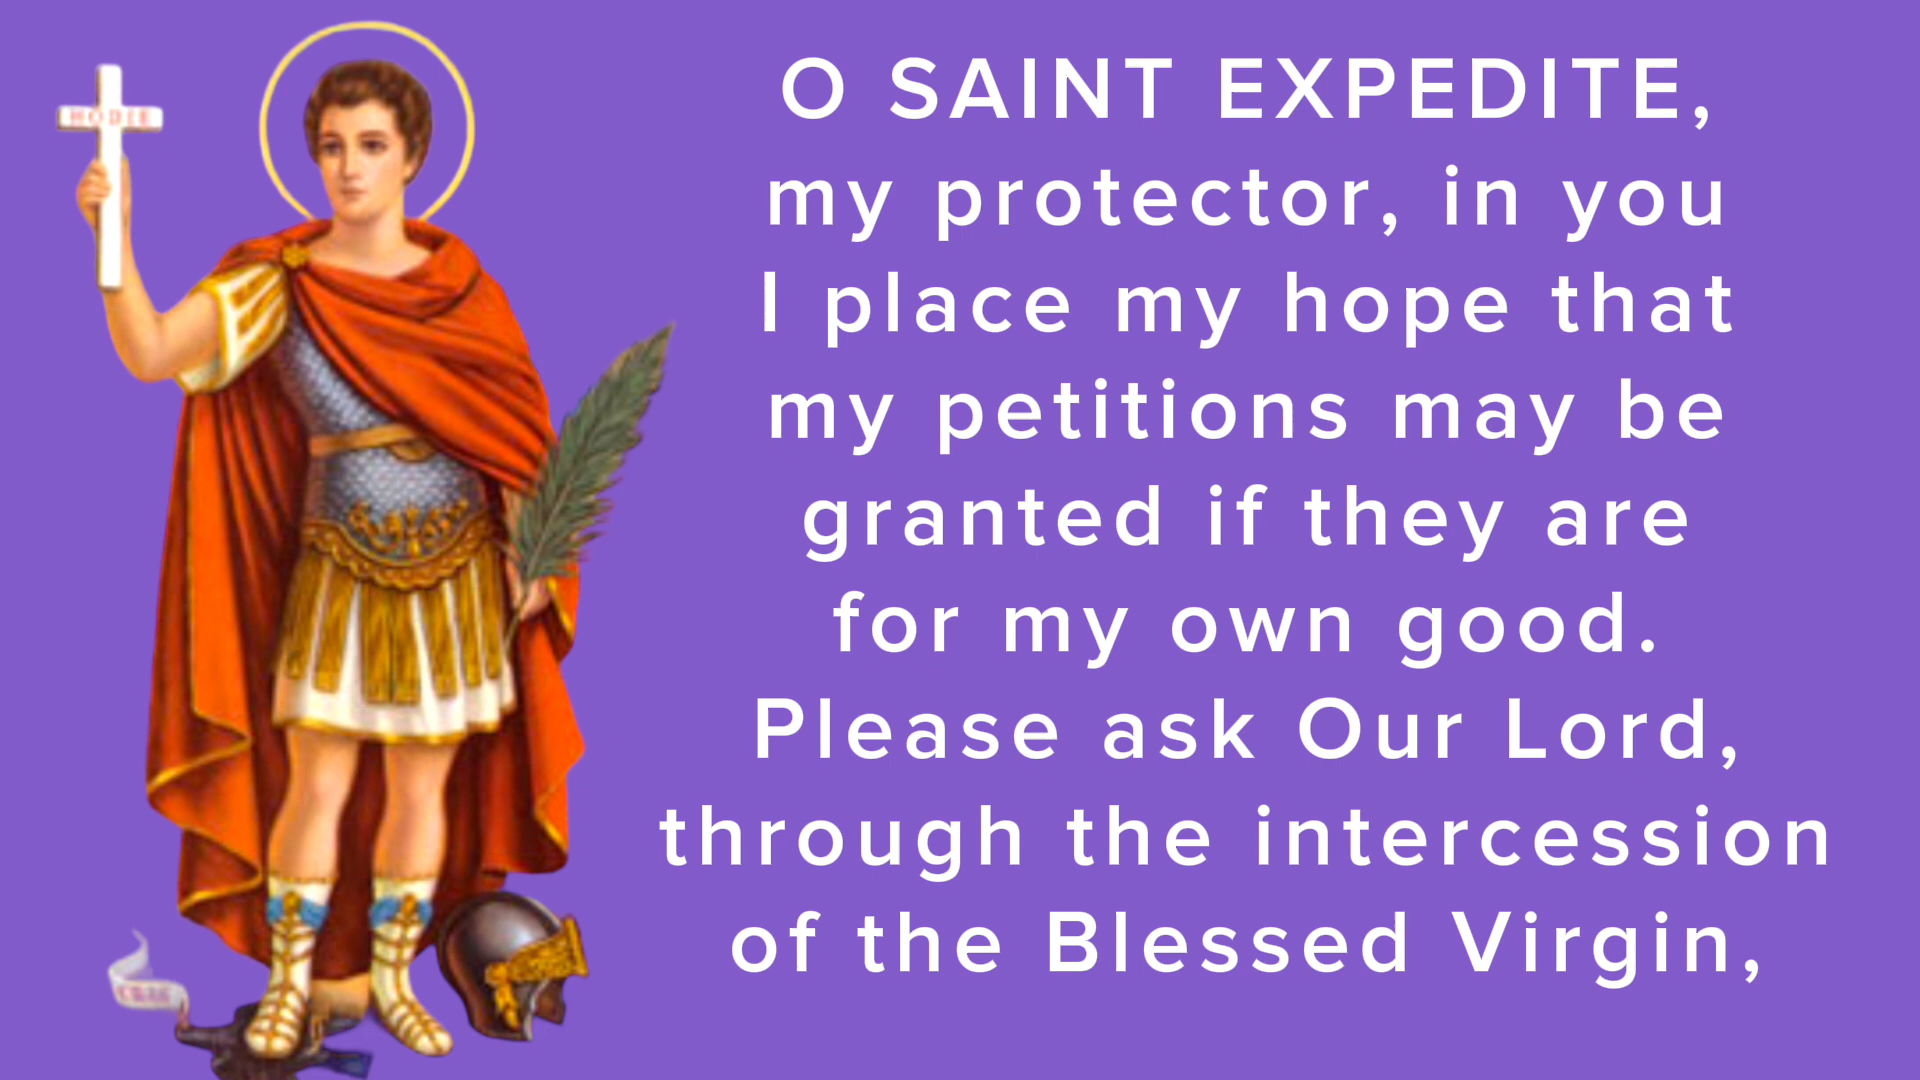 HODIE
O SAINT EXPEDITE,
my protector, in you
I place my hope that
my petitions may be
granted if they are
for my own good.
Please ask Our Lord,
through the intercession
of the Blessed Virgin,